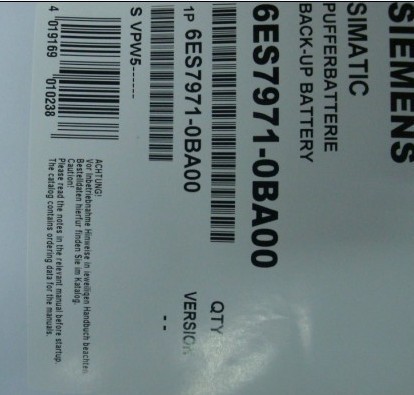 SIEMENS
SIMATIC
PUFFERBATTERIE
BACK-UP BATTERY
6ES7971-0BA00
QTY
1P 6ES7971-0BA00
VERSION
--
S VPW5------
4 019169 010238
ACHTUNG!
Vor Inbetriebnahme Hinweise in jeweiligen Handbuch beachten.
Bestelldaten hierfur finden Sie im Katalog.
Caution!
Please read the notes in the relevant manual before startup.
The catalog contains ordering data for the manuals.